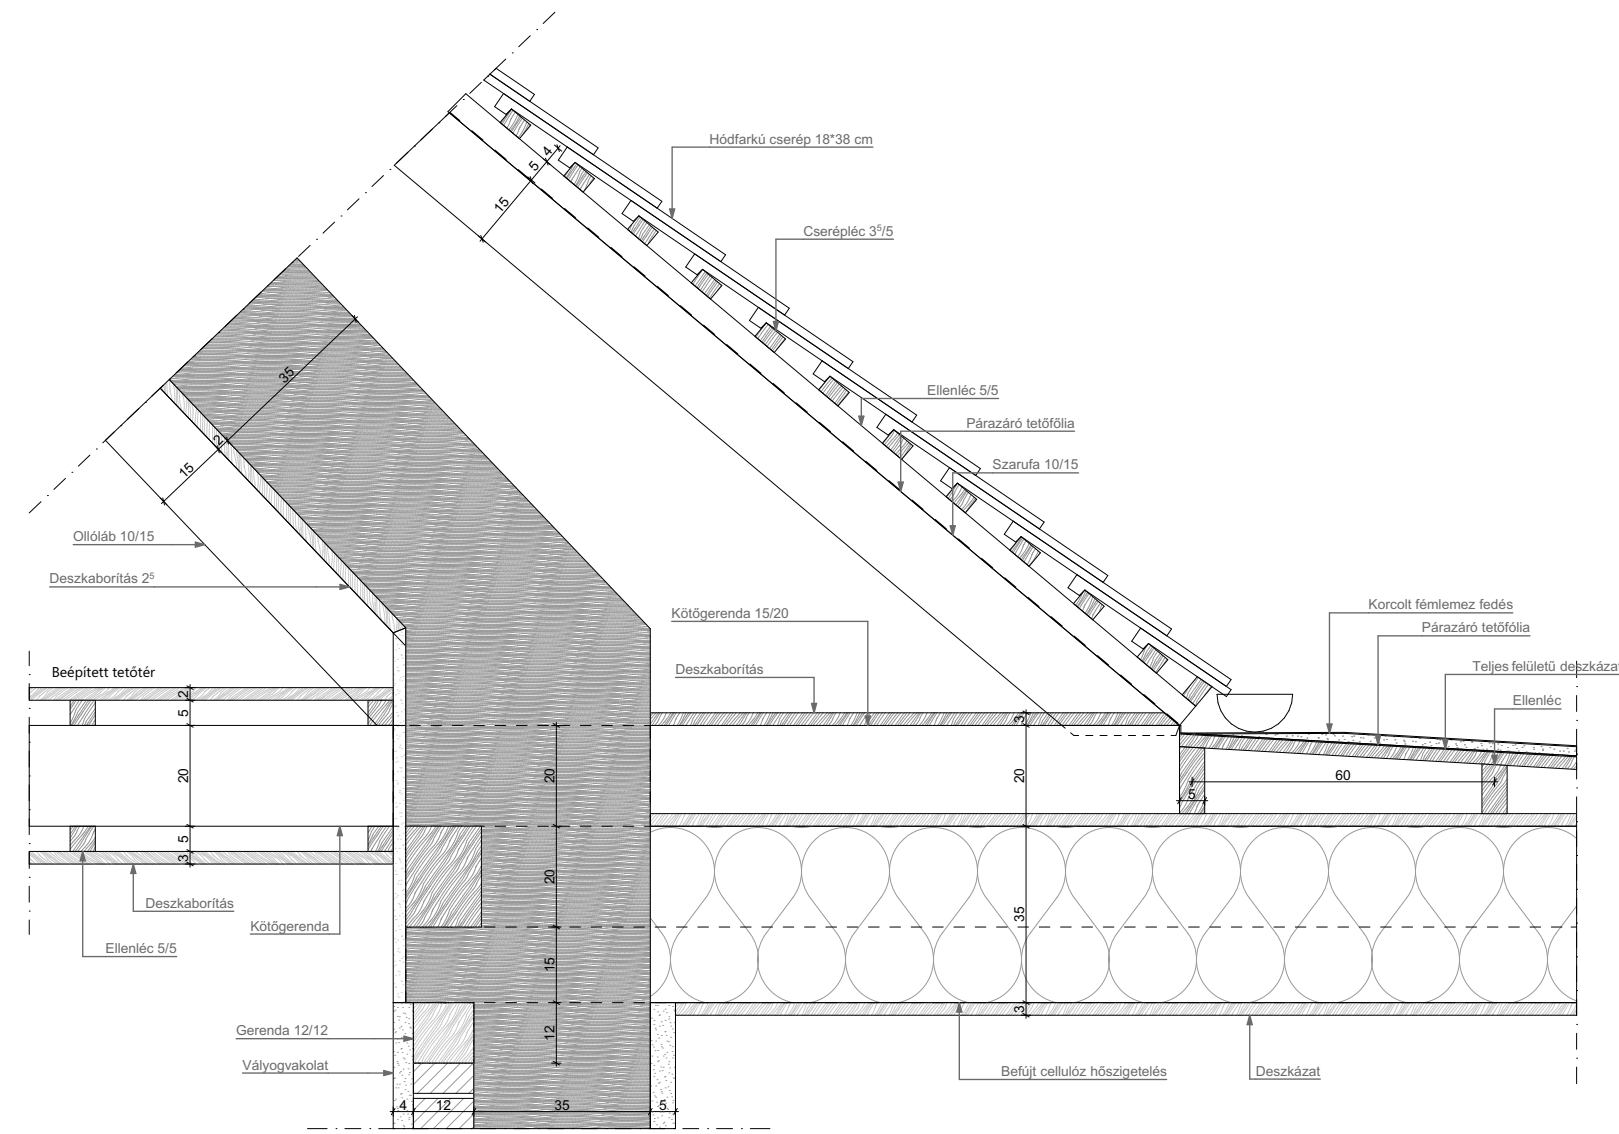 Hódfarkú cserép 18*38 cm
4
5
15
Cserépléc 3⁵/5
35
Ellenléc 5/5
Párazáró tetőfőlia
2
15
Szarufa 10/15
Ollóláb 10/15
Deszkaborítás 2⁵
Kötőgerenda 15/20
Korcolt fémlemez fedés
Párazáró tetőfólia
Beépített tetőtér
Deszkaborítás
Teljes felületű deszkázat
2
Ellenléc
5
3
20
20
20
60
5
5
3
20
Deszkaborítás
35
Kötőgerenda
Ellenléc 5/5
15
3
Gerenda 12/12
12
Vályogvakolat
Befújt cellulóz hőszigetelés
Deszkázat
4
12
35
5